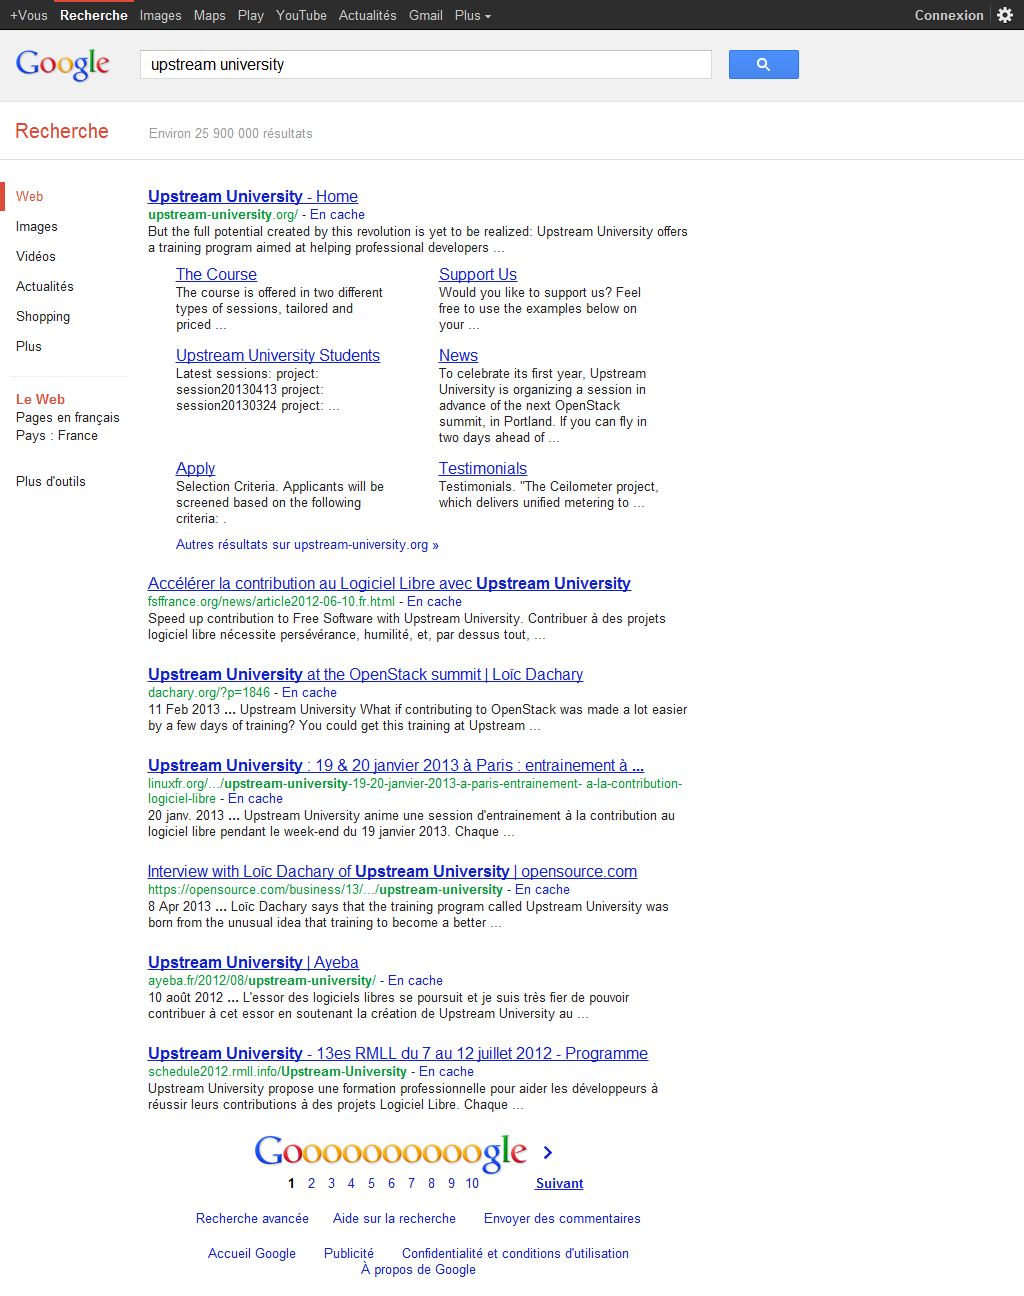 +Vous Recherche Images Maps Play YouTube Actualités Gmail Plus Connexion
Google upstream university
Recherche Environ 25 900 000 résultats
Web
Images
Vidéos
Actualités
Shopping
Plus
Le Web
Pages en français
Pays : France
Plus d'outils
Upstream University - Home
upstream-university.org/ - En cache
But the full potential created by this revolution is yet to be realized: Upstream University offers
a training program aimed at helping professional developers ...
The Course
The course is offered in two different
types of sessions, tailored and
priced ...
Support Us
Would you like to support us? Feel
free to use the examples below on
your ...
Upstream University Students
Latest sessions: project:
session20130413 project:
session20130324 project: ...
News
To celebrate its first year, Upstream
University is organizing a session in
advance of the next OpenStack
summit, in Portland. If you can fly in
two days ahead of ...
Apply
Selection Criteria. Applicants will be
screened based on the following
criteria: .
Testimonials
Testimonials. "The Ceilometer project,
which delivers unified metering to ...
Autres résultats sur upstream-university.org »
Accélérer la contribution au Logiciel Libre avec Upstream University
fsffrance.org/news/article2012-06-10.fr.html - En cache
Speed up contribution to Free Software with Upstream University. Contribuer à des projets
logiciel libre nécessite persévérance, humilité, et, par dessus tout, ...
Upstream University at the OpenStack summit | Loïc Dachary
dachary.org/?p=1846 - En cache
11 Feb 2013 ... Upstream University What if contributing to OpenStack was made a lot easier
by a few days of training? You could get this training at Upstream ...
Upstream University : 19 & 20 janvier 2013 à Paris : entrainement à ...
linuxfr.org/.../upstream-university-19-20-janvier-2013-a-paris-entrainement- a-la-contribution-
logiciel-libre - En cache
20 janv. 2013 ... Upstream University anime une session d'entrainement à la contribution au
logiciel libre pendant le week-end du 19 janvier 2013. Chaque ...
Interview with Loïc Dachary of Upstream University | opensource.com
https://opensource.com/business/13/.../upstream-university - En cache
8 Apr 2013 ... Loïc Dachary says that the training program called Upstream University was
born from the unusual idea that training to become a better ...
Upstream University | Ayeba
ayeba.fr/2012/08/upstream-university/ - En cache
10 août 2012 ... L'essor des logiciels libres se poursuit et je suis très fier de pouvoir
contribuer à cet essor en soutenant la création de Upstream University au ...
Upstream University - 13es RMLL du 7 au 12 juillet 2012 - Programme
schedule2012.rmll.info/Upstream-University - En cache
Upstream University propose une formation professionnelle pour aider les développeurs à
réussir leurs contributions à des projets Logiciel Libre. Chaque ...
Goooooooooogle
1 2 3 4 5 6 7 8 9 10 Suivant
Recherche avancée Aide sur la recherche Envoyer des commentaires
Accueil Google Publicité Confidentialité et conditions d'utilisation
À propos de Google